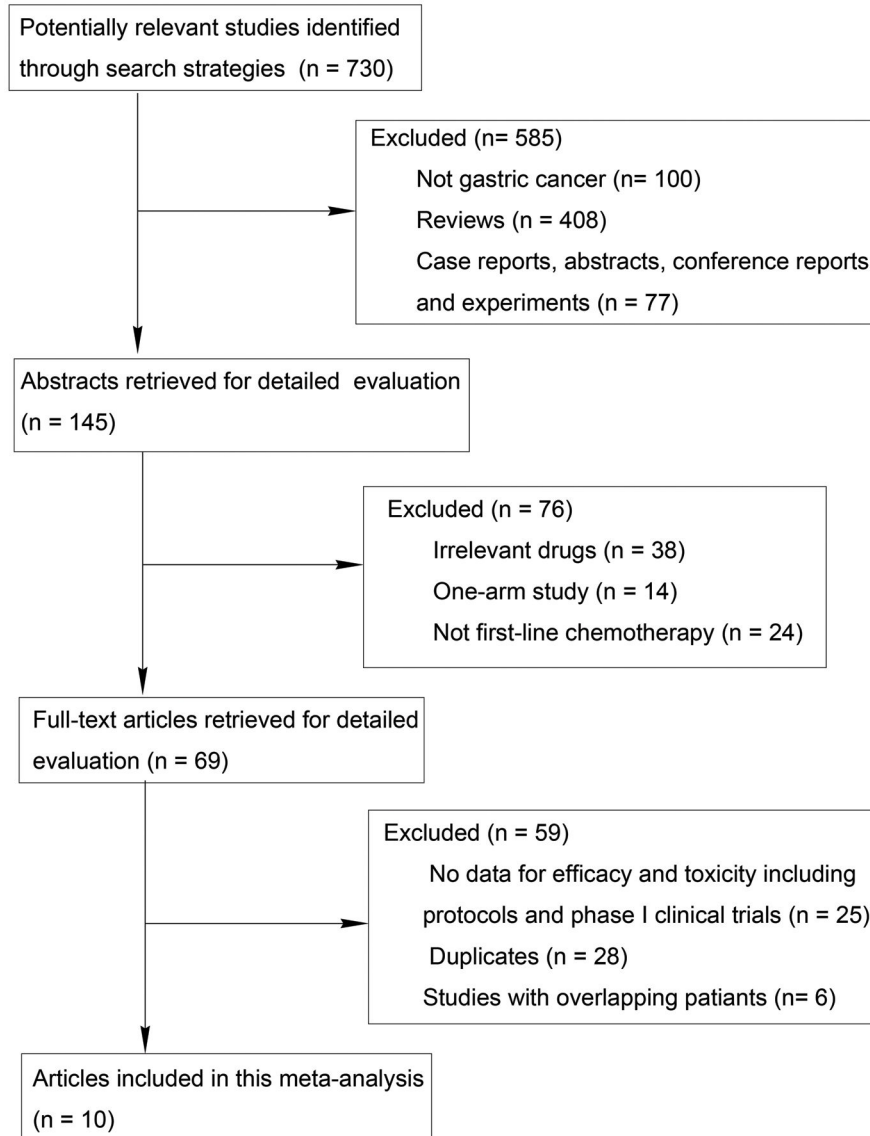 Potentially relevant studies identified
through search strategies (n = 730)
Excluded (n= 585)
Not gastric cancer (n= 100)
Reviews (n = 408)
Case reports, abstracts, conference reports
and experiments (n = 77)
Abstracts retrieved for detailed evaluation
(n = 145)
Excluded (n = 76)
Irrelevant drugs (n = 38)
One-arm study (n = 14)
Not first-line chemotherapy (n = 24)
Full-text articles retrieved for detailed
evaluation (n = 69)
Excluded (n = 59)
No data for efficacy and toxicity including
protocols and phase I clinical trials (n = 25)
Duplicates (n = 28)
Studies with overlapping patiants (n= 6)
Articles included in this meta-analysis
(n = 10)